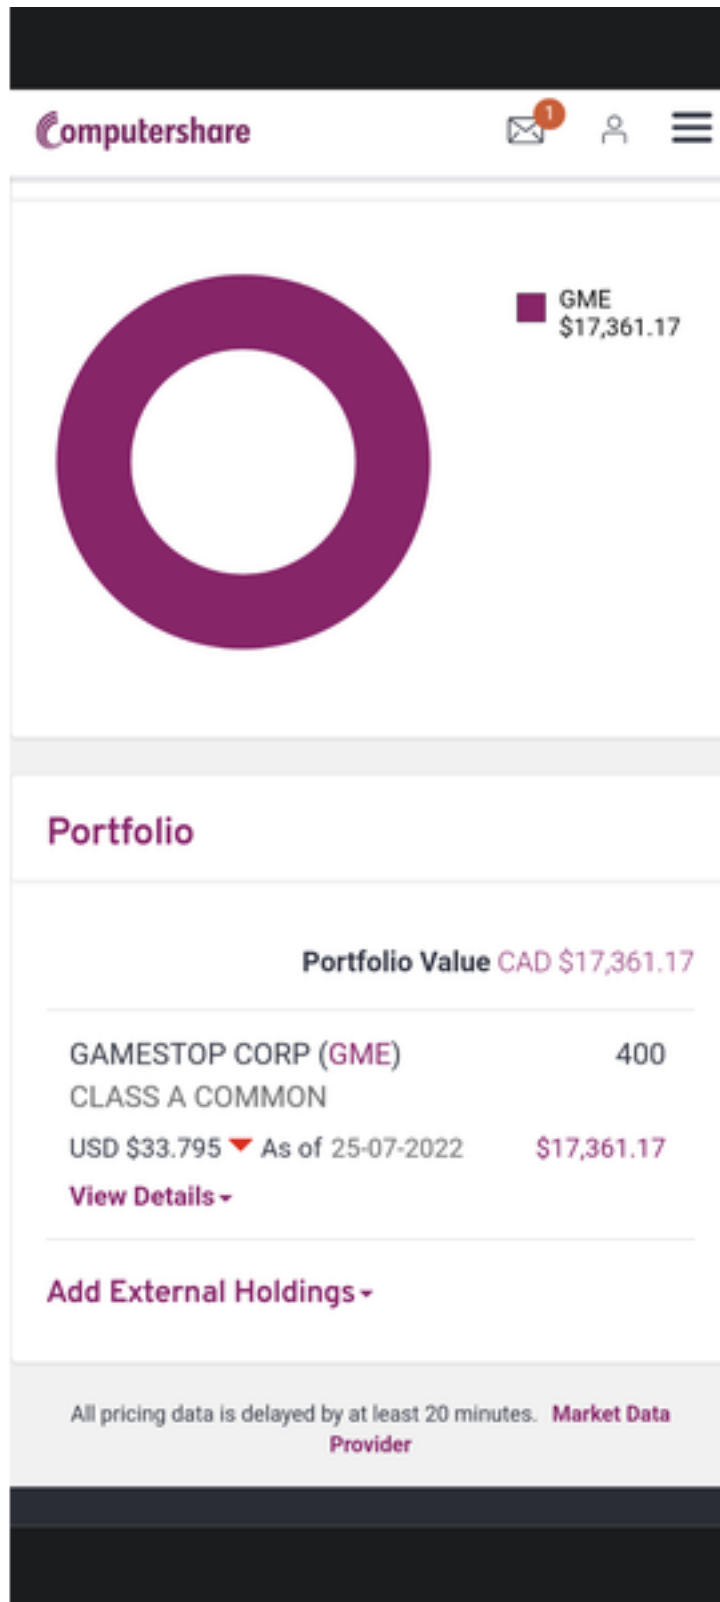 Computershare
1
GME
$17,361.17
Portfolio
Portfolio Value CAD $17,361.17
GAMESTOP CORP (GME) 400
CLASS A COMMON
USD $33.795 As of 25-07-2022 $17,361.17
View Details
Add External Holdings
All pricing data is delayed by at least 20 minutes. Market Data
Provider